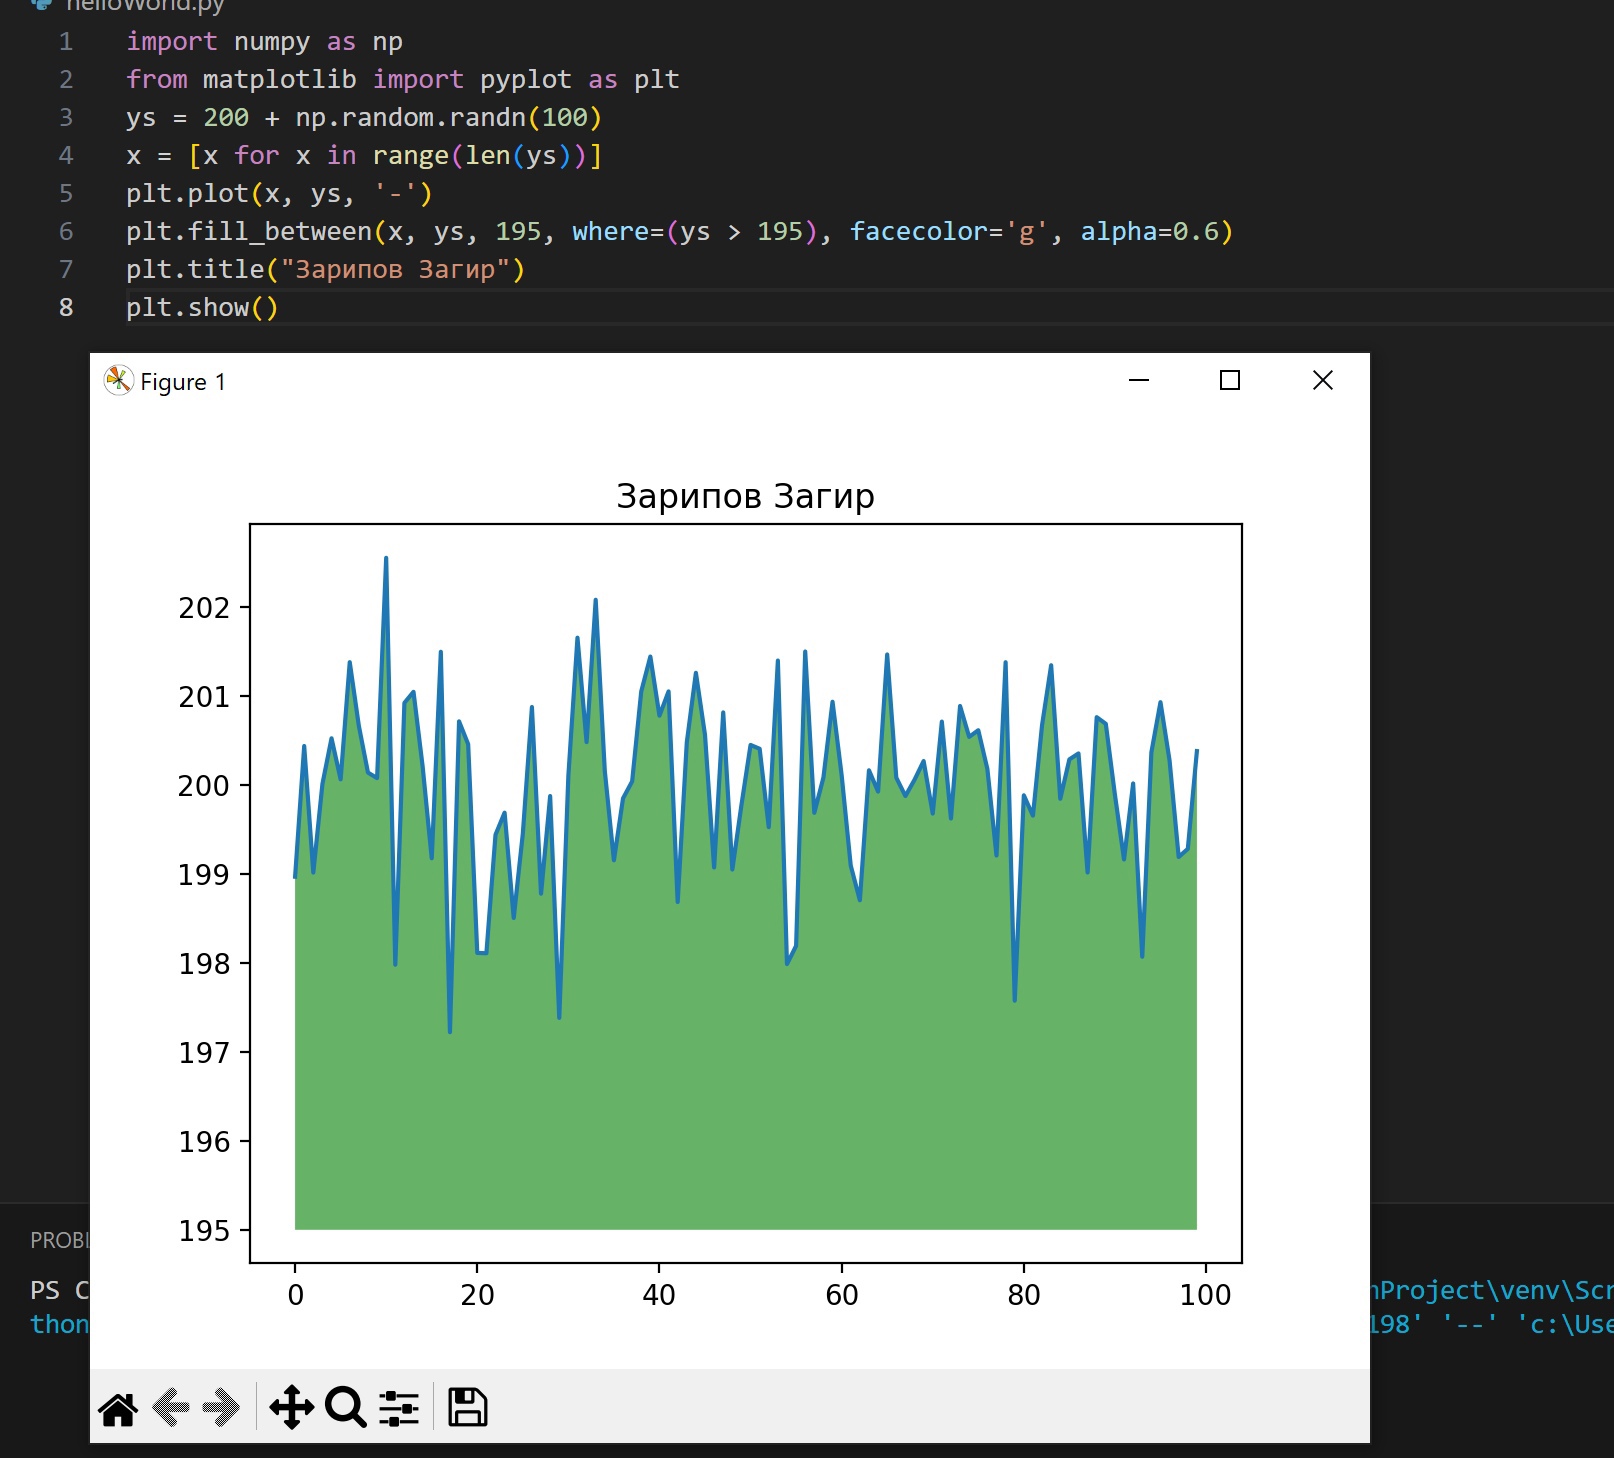 helloWorld.py
1 import numpy as np
2 from matplotlib import pyplot as plt
3 ys = 200 + np.random.randn(100)
4 x = [x for x in range(len(ys))]
5 plt.plot(x, ys, '-')
6 plt.fill_between(x, ys, 195, where=(ys > 195), facecolor='g', alpha=0.6)
7 plt.title("Зарипов Загир")
8 plt.show()
Figure 1
Зарипов Загир
202
201
200
199
198
197
196
195
0 20 40 60 80 100
PROBL
PS C
nProject\venv\Scr
thon
198' '--' 'c:\Use